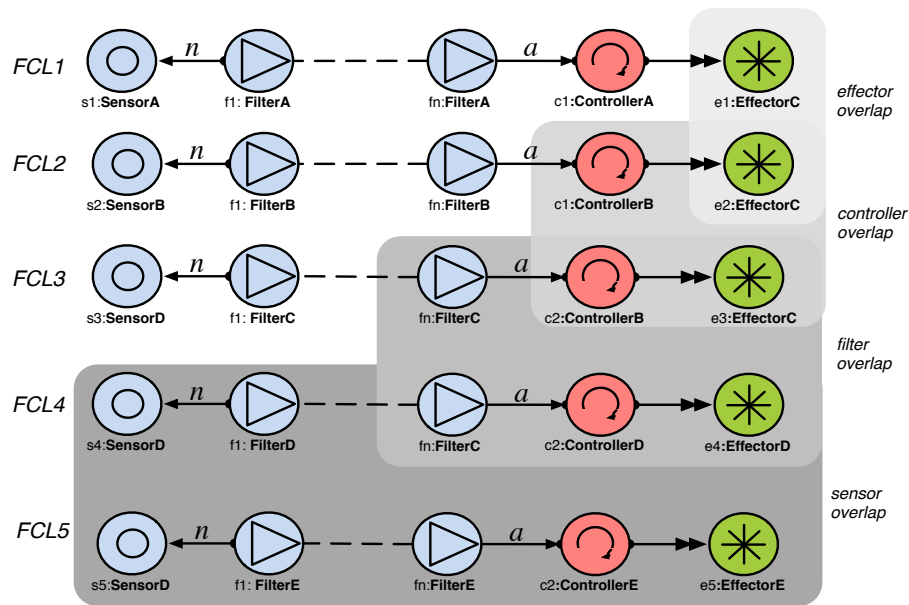 FCL1 n a
s1:SensorA f1: FilterA fn:FilterA c1:ControllerA e1:EffectorC
effector
overlap
FCL2 n a
s2:SensorB f1: FilterB fn:FilterB c1:ControllerB e2:EffectorC
controller
overlap
FCL3 n a
s3:SensorD f1: FilterC fn:FilterC c2:ControllerB e3:EffectorC
filter
overlap
FCL4 n a
s4:SensorD f1: FilterD fn:FilterC c2:ControllerD e4:EffectorD
sensor
overlap
FCL5 n a
s5:SensorD f1: FilterE fn:FilterE c2:ControllerE e5:EffectorE